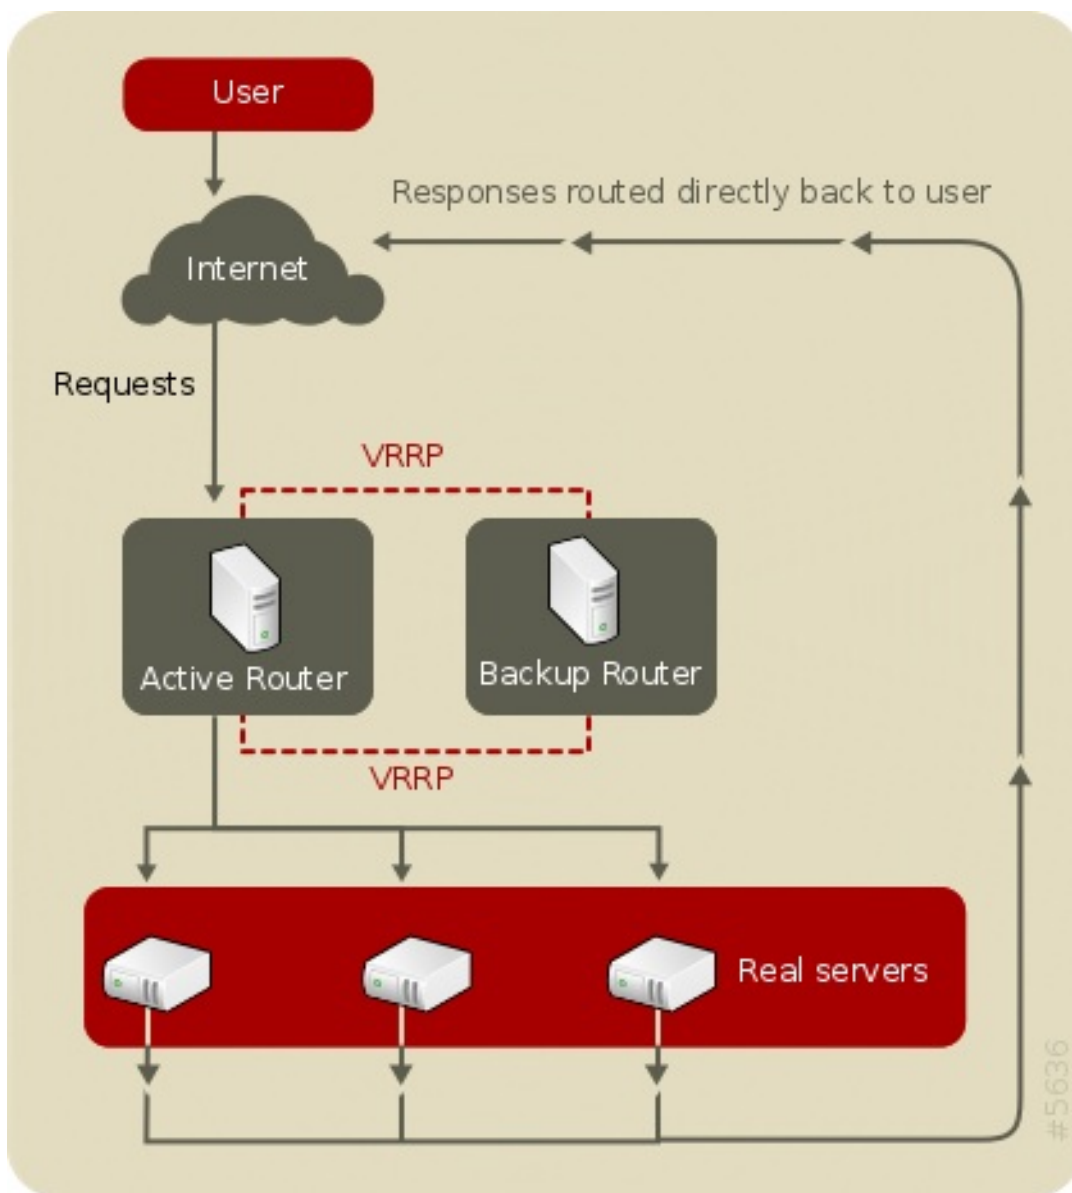 User
Responses routed directly back to user
Internet
Requests
VRRP
Active Router
Backup Router
VRRP
Real servers
#5636